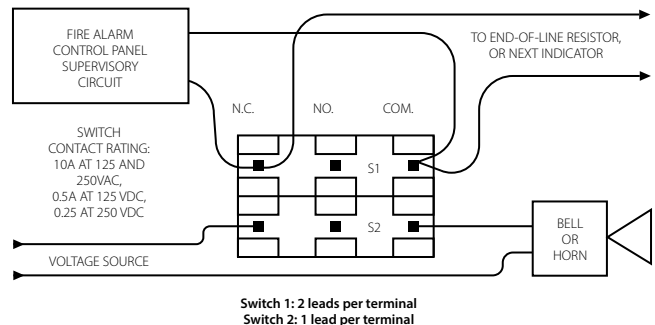 FIRE ALARM
CONTROL PANEL
SUPERVISORY
CIRCUIT
TO END-OF-LINE RESISTOR,
OR NEXT INDICATOR
N.C.
NO.
COM.
SWITCH
CONTACT RATING:
10A AT 125 AND
250VAC,
0.5A AT 125 VDC,
0.25 AT 250 VDC
S1
S2
BELL
OR
HORN
VOLTAGE SOURCE
Switch 1: 2 leads per terminal
Switch 2: 1 lead per terminal